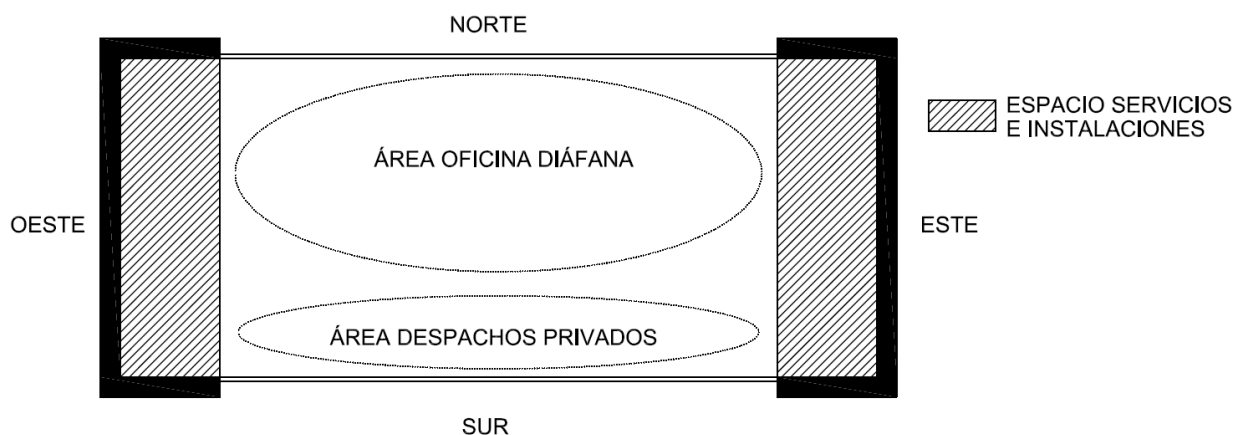 NORTE
ESPACIO SERVICIOS
E INSTALACIONES
ÁREA OFICINA DIÁFANA
OESTE
ESTE
ÁREA DESPACHOS PRIVADOS
SUR